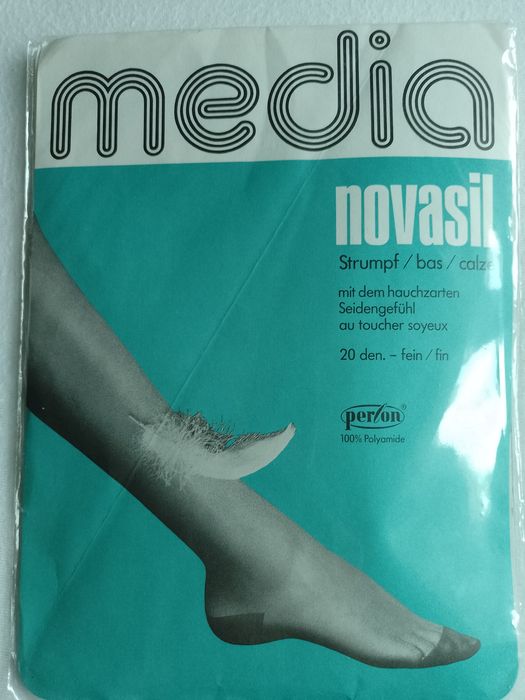 media
novasil
Strumpf / bas / calze
mit dem hauchzarten
Seidengefühl
au toucher soyeux
20 den. – fein / fin
perlon®
100% Polyamide